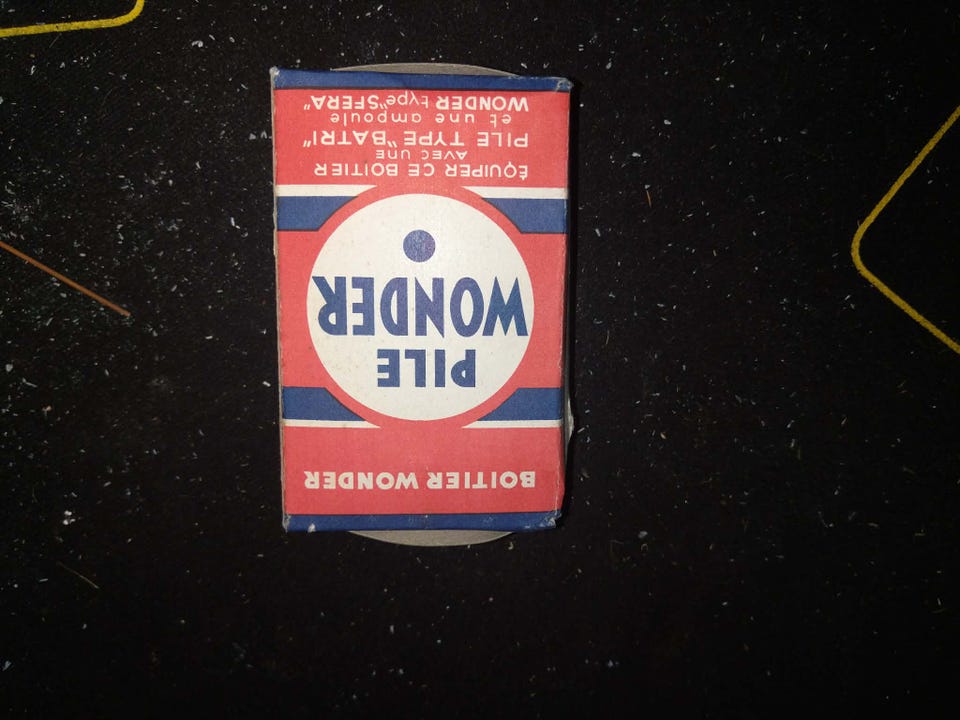 BOITIER WONDER
PILE
WONDER
ÉQUIPER CE BOITIER
AVEC UNE
PILE TYPE "BATRI"
et une ampoule
WONDER type "SFERA"